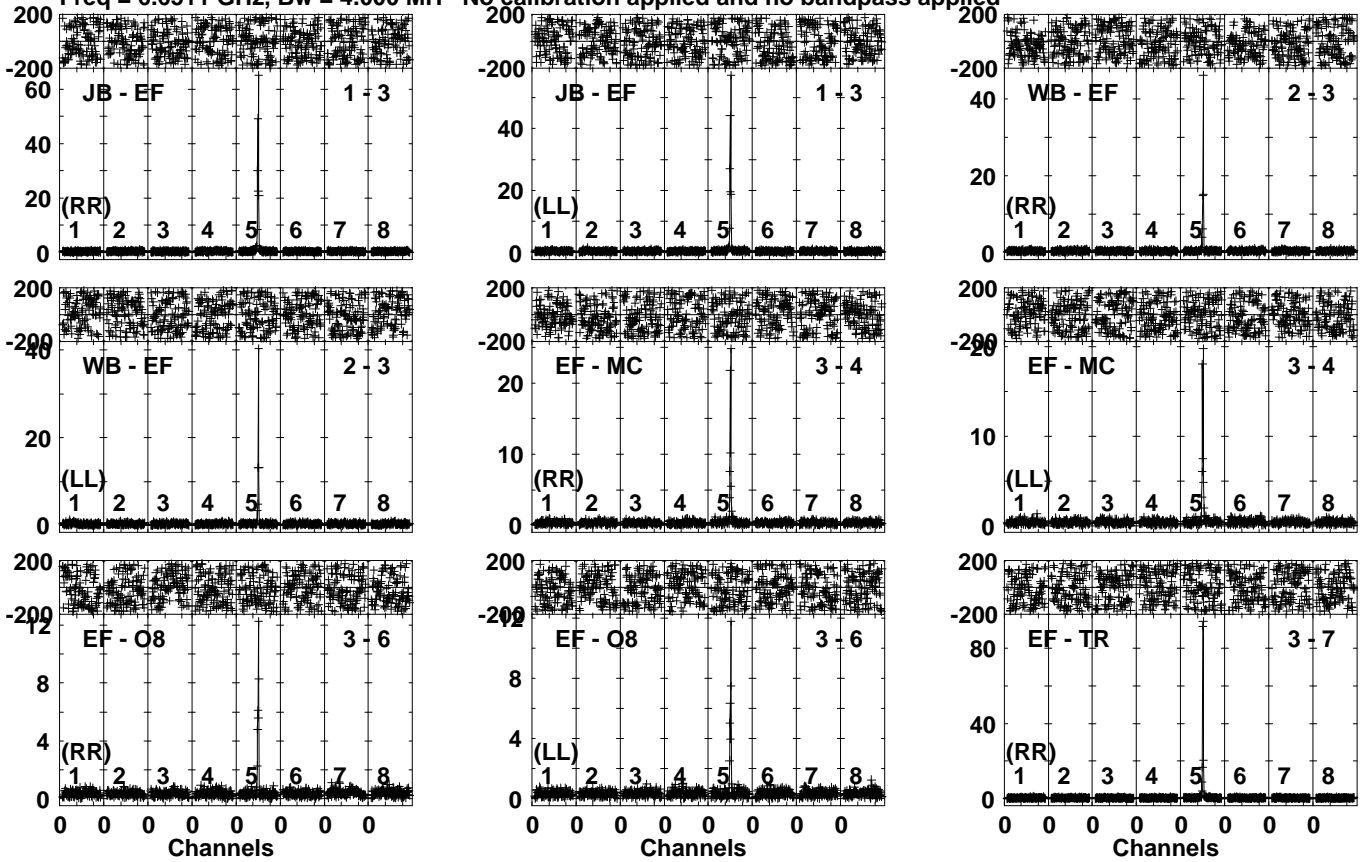 Bw = 4.000 MH No calibration applied and no bandpass applied
200 200 200
-200 -200 -200
JB - EF 1 - 3 JB - EF 1 - 3 WB - EF 2 - 3
60
40 40 40
20 20 20
(RR) (LL) (RR)
1 2 3 4 5 6 7 8 1 2 3 4 5 6 7 8 1 2 3 4 5 6 7 8
0 0 0
200 200 200
-200 -200 -200
40 20
WB - EF 2 - 3 EF - MC 3 - 4 EF - MC 3 - 4
20 20
10 10
(LL) (RR) (LL)
1 2 3 4 5 6 7 8 1 2 3 4 5 6 7 8 1 2 3 4 5 6 7 8
0 0 0
200 200 200
-200 -200 -200
12 12
EF - O8 3 - 6 EF - O8 3 - 6 EF - TR 3 - 7
8 8 80
4 4 40
(RR) (LL) (RR)
1 2 3 4 5 6 7 8 1 2 3 4 5 6 7 8 1 2 3 4 5 6 7 8
0 0 0
0 0 0 0 0 0 0 0 0 0 0 0 0 0 0 0 0 0 0 0 0 0 0 0
Channels Channels Channels